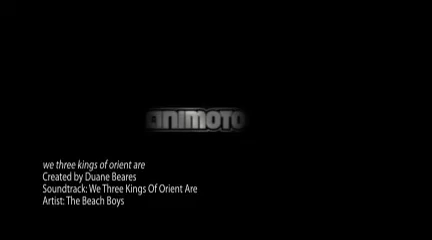 animoto
we three kings of orient are
Created by Duane Beares
Soundtrack: We Three Kings Of Orient Are
Artist: The Beach Boys